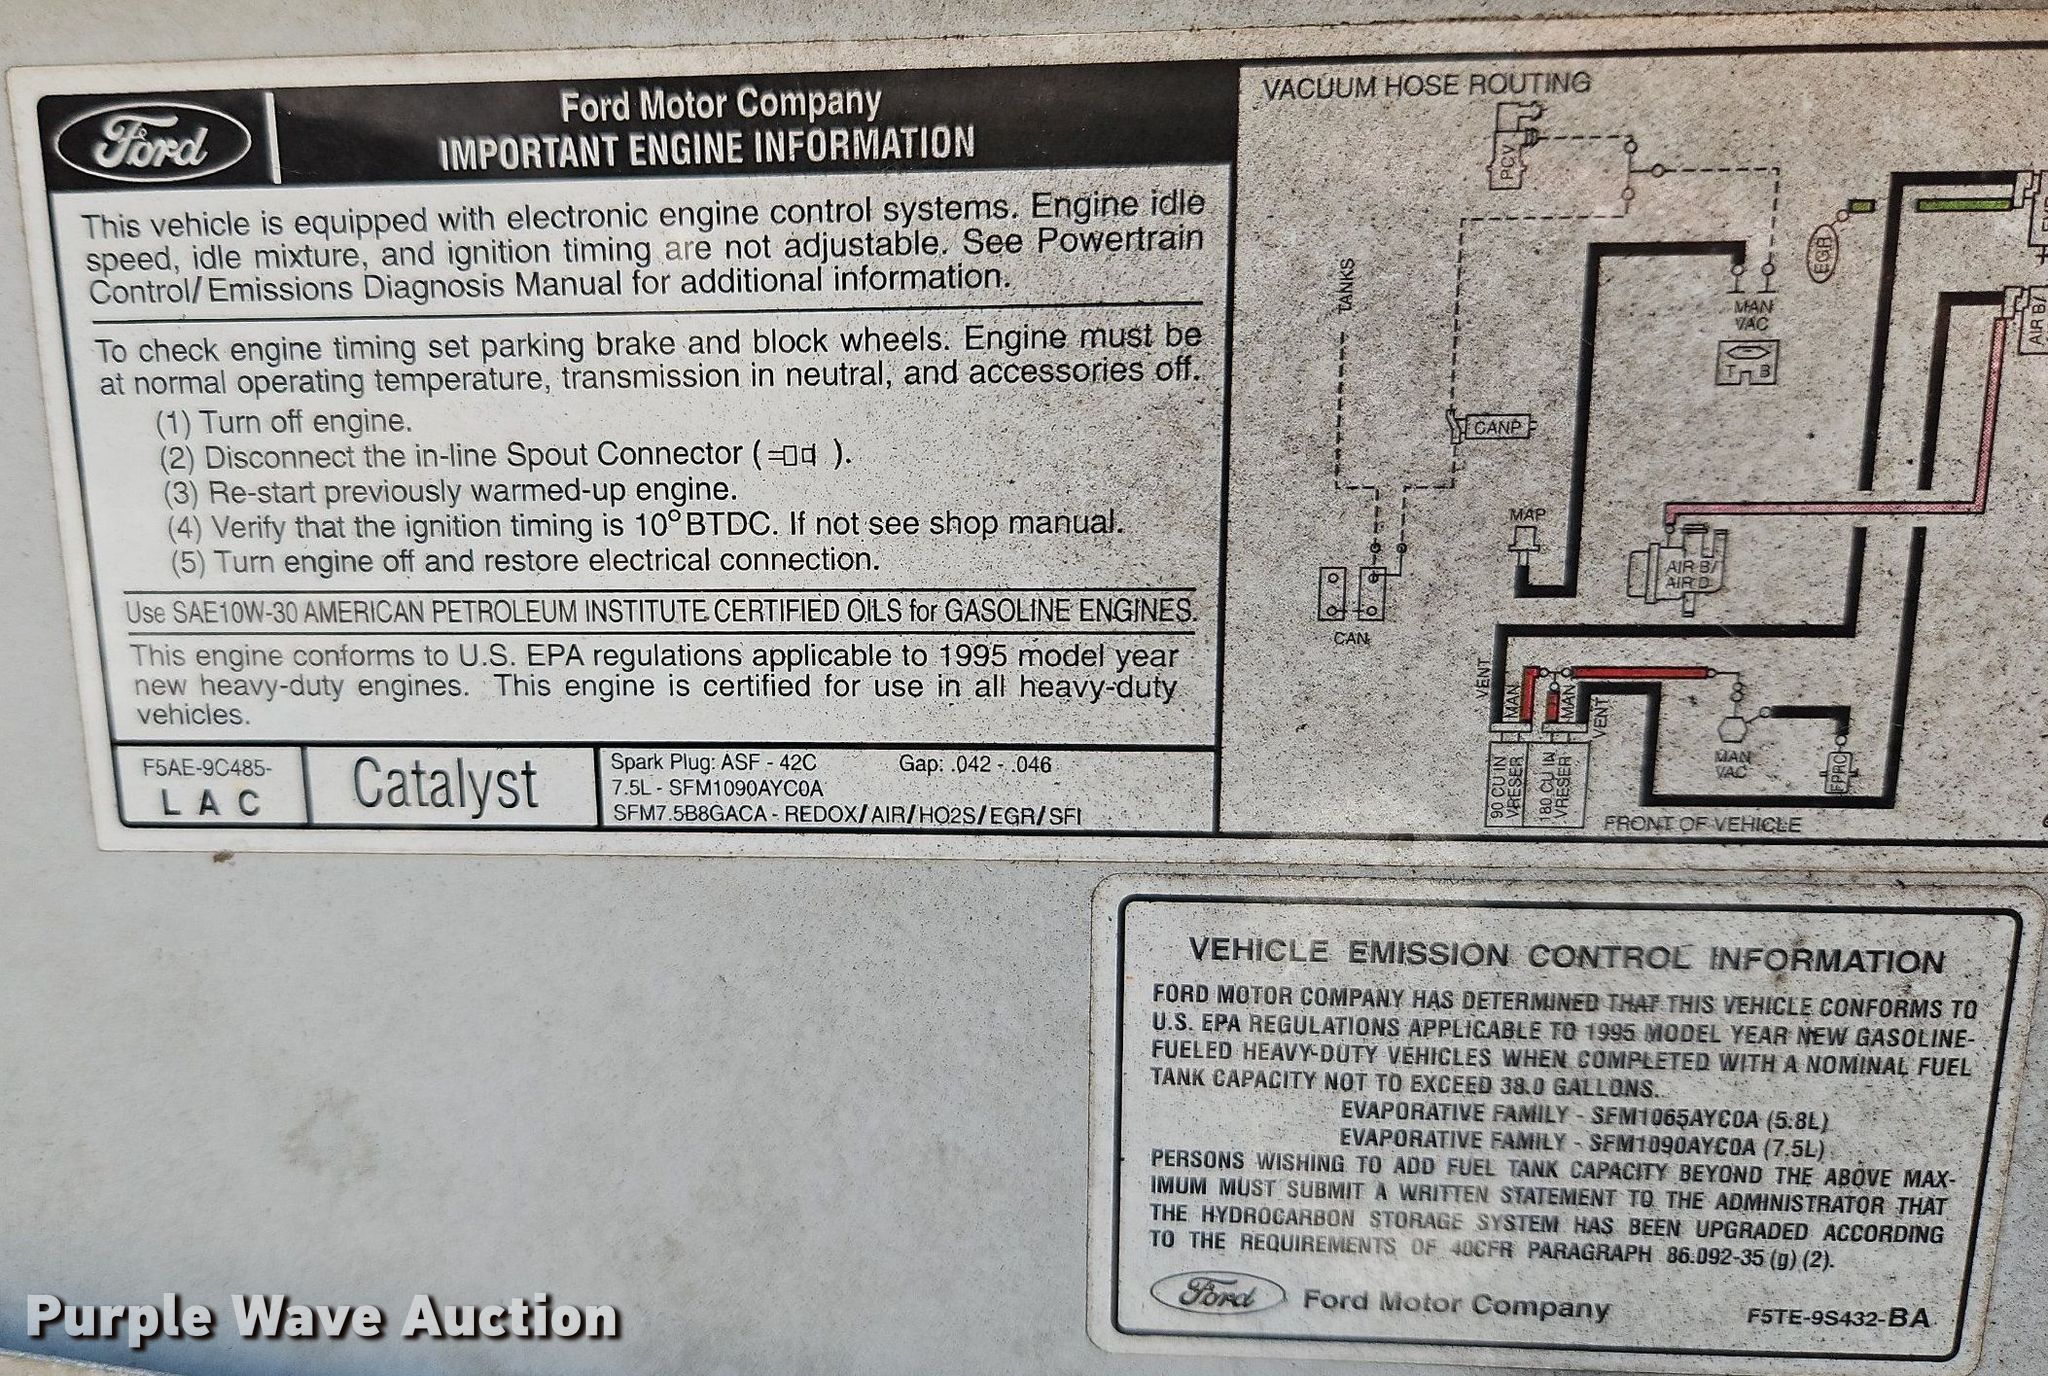 Ford
Ford Motor Company
IMPORTANT ENGINE INFORMATION
This vehicle is equipped with electronic engine control systems. Engine idle
speed, idle mixture, and ignition timing are not adjustable. See Powertrain
Control/Emissions Diagnosis Manual for additional information.
To check engine timing set parking brake and block wheels. Engine must be
at normal operating temperature, transmission in neutral, and accessories off.
(1) Turn off engine.
(2) Disconnect the in-line Spout Connector ( ).
(3) Re-start previously warmed-up engine.
(4) Verify that the ignition timing is 10° BTDC. If not see shop manual.
(5) Turn engine off and restore electrical connection.
Use SAE10W-30 AMERICAN PETROLEUM INSTITUTE CERTIFIED OILS for GASOLINE ENGINES.
This engine conforms to U.S. EPA regulations applicable to 1995 model year
new heavy-duty engines. This engine is certified for use in all heavy-duty
vehicles.
F5AE-9C485-
L A C
Catalyst
Spark Plug: ASF - 42C Gap: .042 - .046
7.5L - SFM1090AYC0A
SFM7.5B8GACA - REDOX/AIR/HO2S/EGR/SFI
VACUUM HOSE ROUTING
PCV
EGR
TANKS
MAN
VAC
T B
AIR B/
CANP
MAP
AIR B/
AIR D
CAN
VENT
MAN
MAN
VENT
MAN
VAC
FPRC
90 CU IN
VRESER
180 CU IN
VRESER
FRONT OF VEHICLE
VEHICLE EMISSION CONTROL INFORMATION
FORD MOTOR COMPANY HAS DETERMINED THAT THIS VEHICLE CONFORMS TO
U.S. EPA REGULATIONS APPLICABLE TO 1995 MODEL YEAR NEW GASOLINE-
FUELED HEAVY-DUTY VEHICLES WHEN COMPLETED WITH A NOMINAL FUEL
TANK CAPACITY NOT TO EXCEED 38.0 GALLONS.
EVAPORATIVE FAMILY - SFM1065AYC0A (5.8L)
EVAPORATIVE FAMILY - SFM1090AYC0A (7.5L)
PERSONS WISHING TO ADD FUEL TANK CAPACITY BEYOND THE ABOVE MAX-
IMUM MUST SUBMIT A WRITTEN STATEMENT TO THE ADMINISTRATOR THAT
THE HYDROCARBON STORAGE SYSTEM HAS BEEN UPGRADED ACCORDING
TO THE REQUIREMENTS OF 40CFR PARAGRAPH 86.092-35 (g) (2).
Ford Ford Motor Company F5TE-9S432-BA
Purple Wave Auction